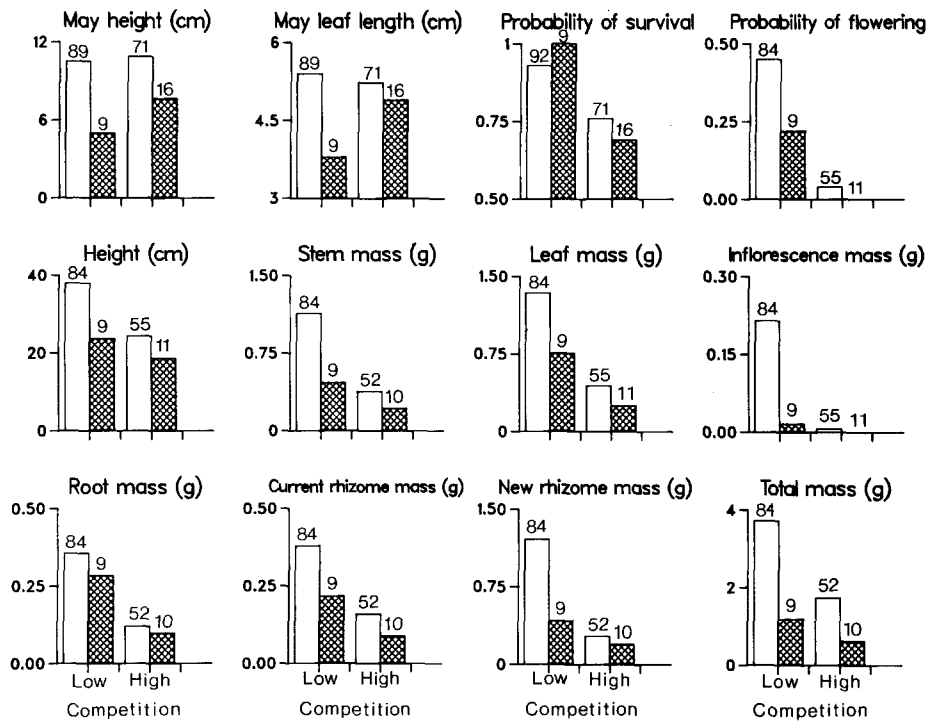 May height (cm) May leaf length (cm) Probability of survival Probability of flowering
12 6 1 0.50
89 71 89 71 92 9 71 84
9 16 9 16 16 9 55 11
6 4.5 0.75 0.25
0 3 0.50 0.00
Height (cm) Stem mass (g) Leaf mass (g) Inflorescence mass (g)
40 1.50 1.50 0.30
84 9 55 11 84 9 52 10 84 9 55 11 84 9 55 11
20 0.75 0.75 0.15
0 0 0 0.00
Root mass (g) Current rhizome mass (g) New rhizome mass (g) Total mass (g)
0.50 0.50 1.50 4
84 9 52 10 84 9 52 10 84 9 52 10 84 9 52 10
0.25 0.25 0.75 2
0.00 0.00 0 0
Low High Low High Low High Low High
Competition Competition Competition Competition